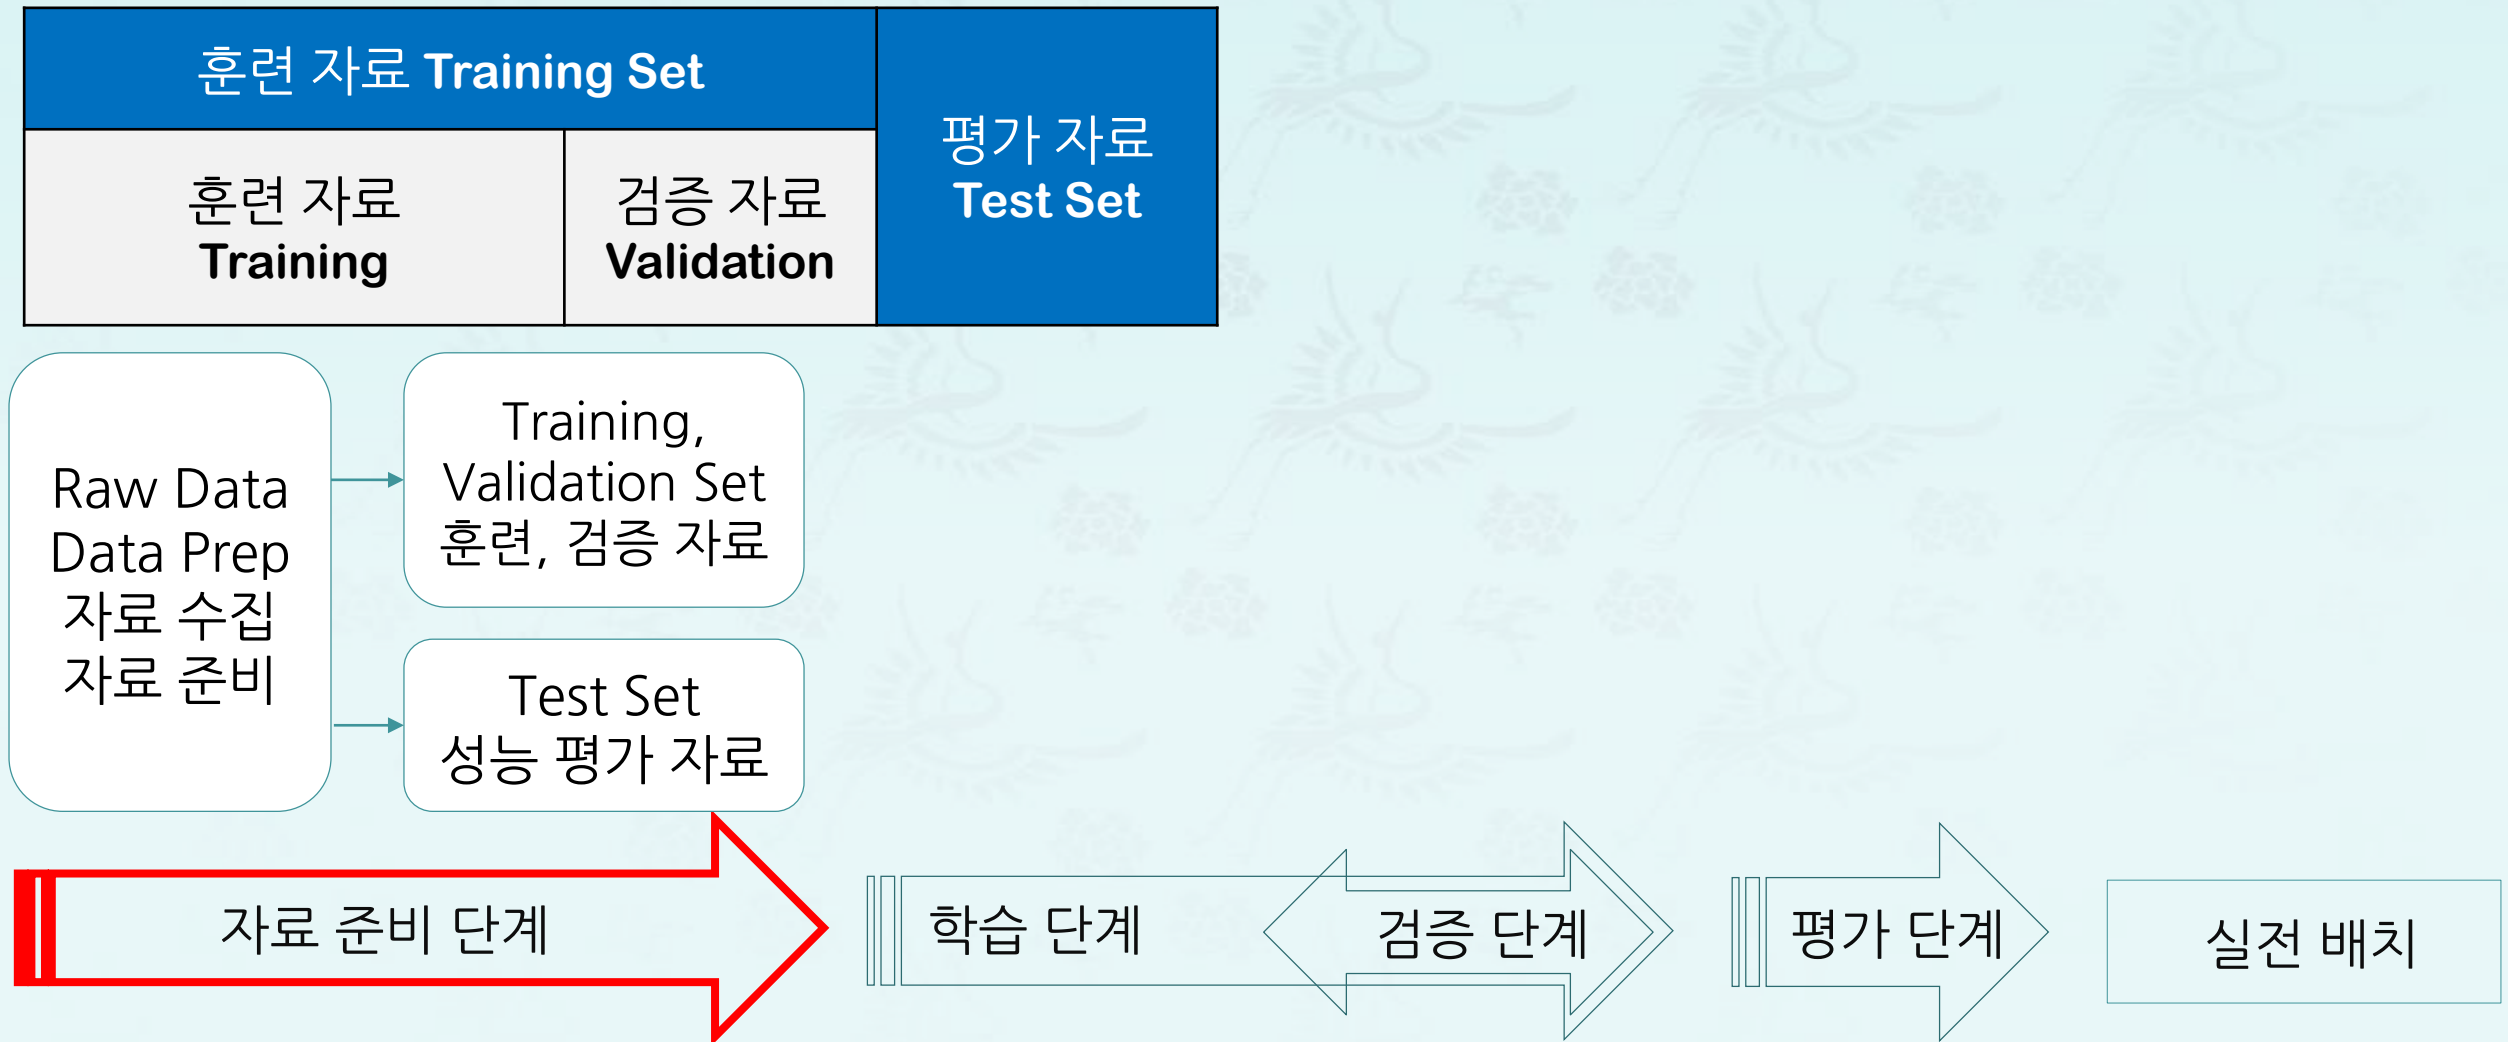 훈련 자료 Training Set
평가 자료
Test Set
훈련 자료
Training
검증 자료
Validation
Raw Data
Data Prep
자료 수집
자료 준비
Training,
Validation Set
훈련, 검증 자료
Test Set
성능 평가 자료
자료 준비 단계
학습 단계
검증 단계
평가 단계
실전 배치